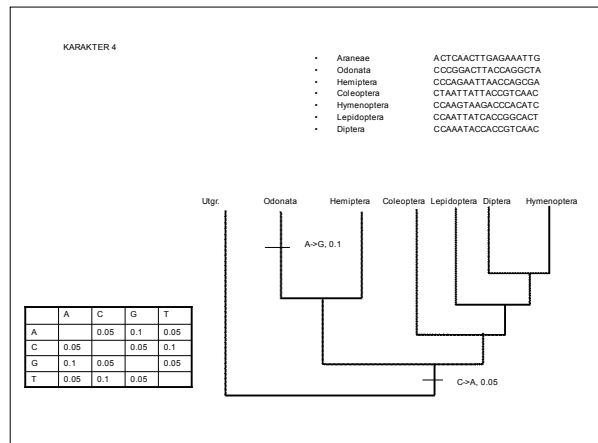 KARAKTER 4
• Araneae ACTCAACTTGAGAAATTG
• Odonata CCCGGACTTACCAGGCTA
• Hemiptera CCCAGAATTAACCAGCGA
• Coleoptera CTAATTATTACCGTCAAC
• Hymenoptera CCAAGTAAGACCCACATC
• Lepidoptera CCAATTATCACCGGCACT
• Diptera CCAAATACCACCGTCAAC
Utgr. Odonata Hemiptera Coleoptera Lepidoptera Diptera Hymenoptera
A->G, 0.1
A C G T
A 0.05 0.1 0.05
C 0.05 0.05 0.1
G 0.1 0.05 0.05
T 0.05 0.1 0.05
C->A, 0.05